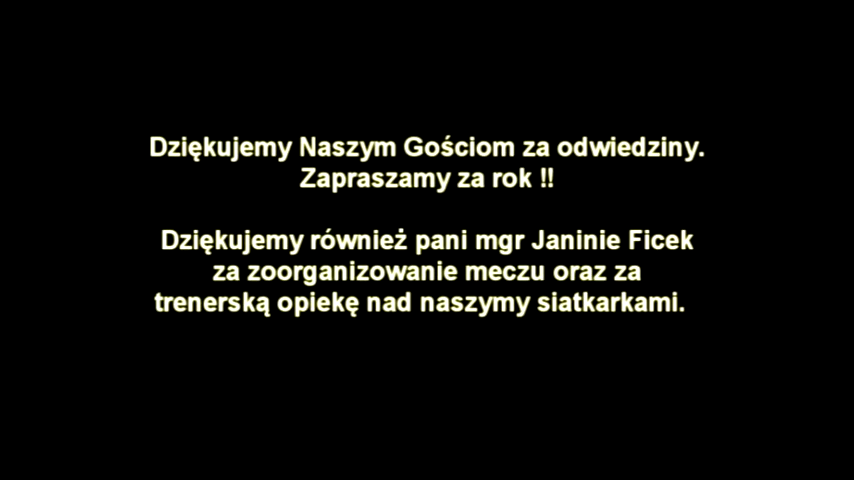 Dziękujemy Naszym Gościom za odwiedziny.
Zapraszamy za rok !!
Dziękujemy również pani mgr Janinie Ficek
za zoorganizowanie meczu oraz za
trenerską opiekę nad naszymy siatkarkami.